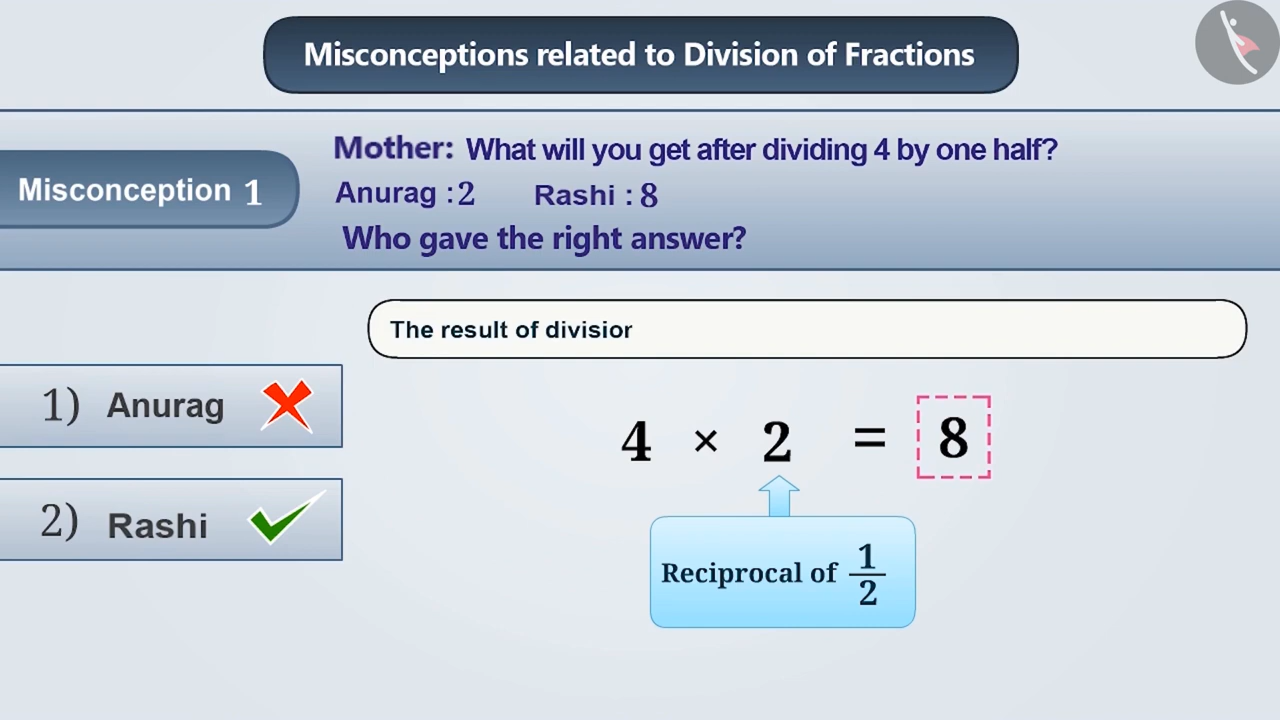 Misconceptions related to Division of Fractions
Misconception 1
Mother: What will you get after dividing 4 by one half?
Anurag : 2 Rashi : 8
Who gave the right answer?
The result of divisior
1) Anurag
2) Rashi
4 × 2 = 8
Reciprocal of 1/2